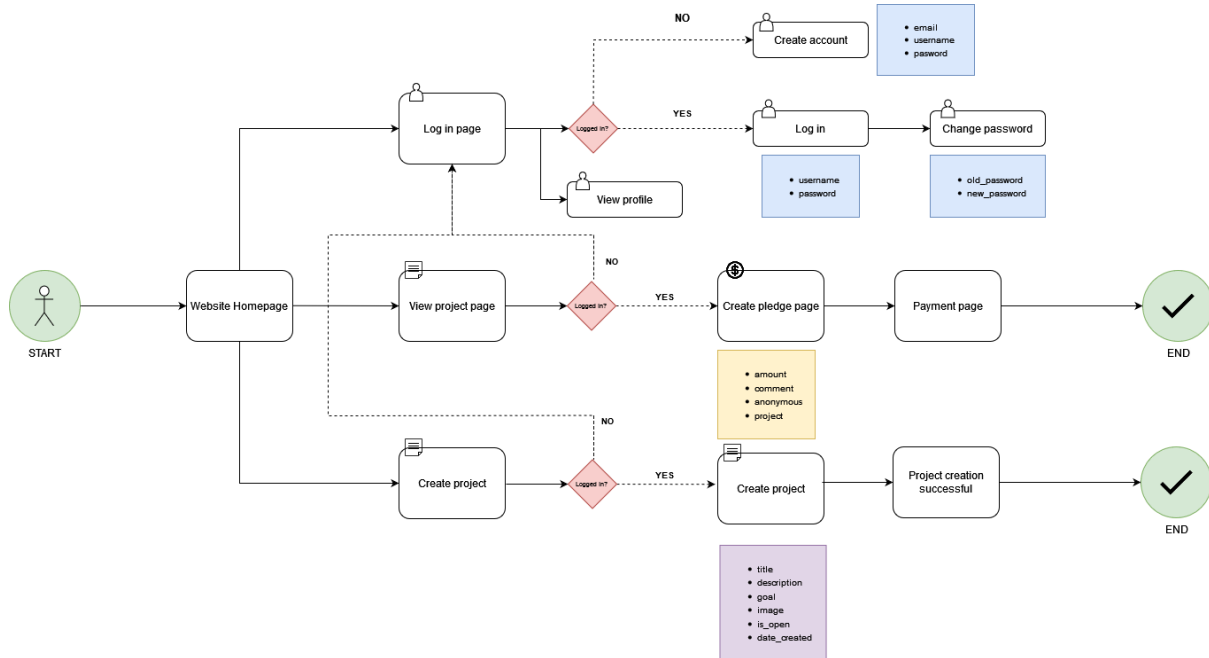 NO
Create account
• email
• username
• pasword
Log in page
Logged in?
YES
Log in
Change password
• username
• password
• old_password
• new_password
View profile
NO
Website Homepage
View project page
Logged in?
YES
Create pledge page
Payment page
START
END
• amount
• comment
• anonymous
• project
NO
Create project
Logged in?
YES
Create project
Project creation
successful
END
• title
• description
• goal
• image
• is_open
• date_created